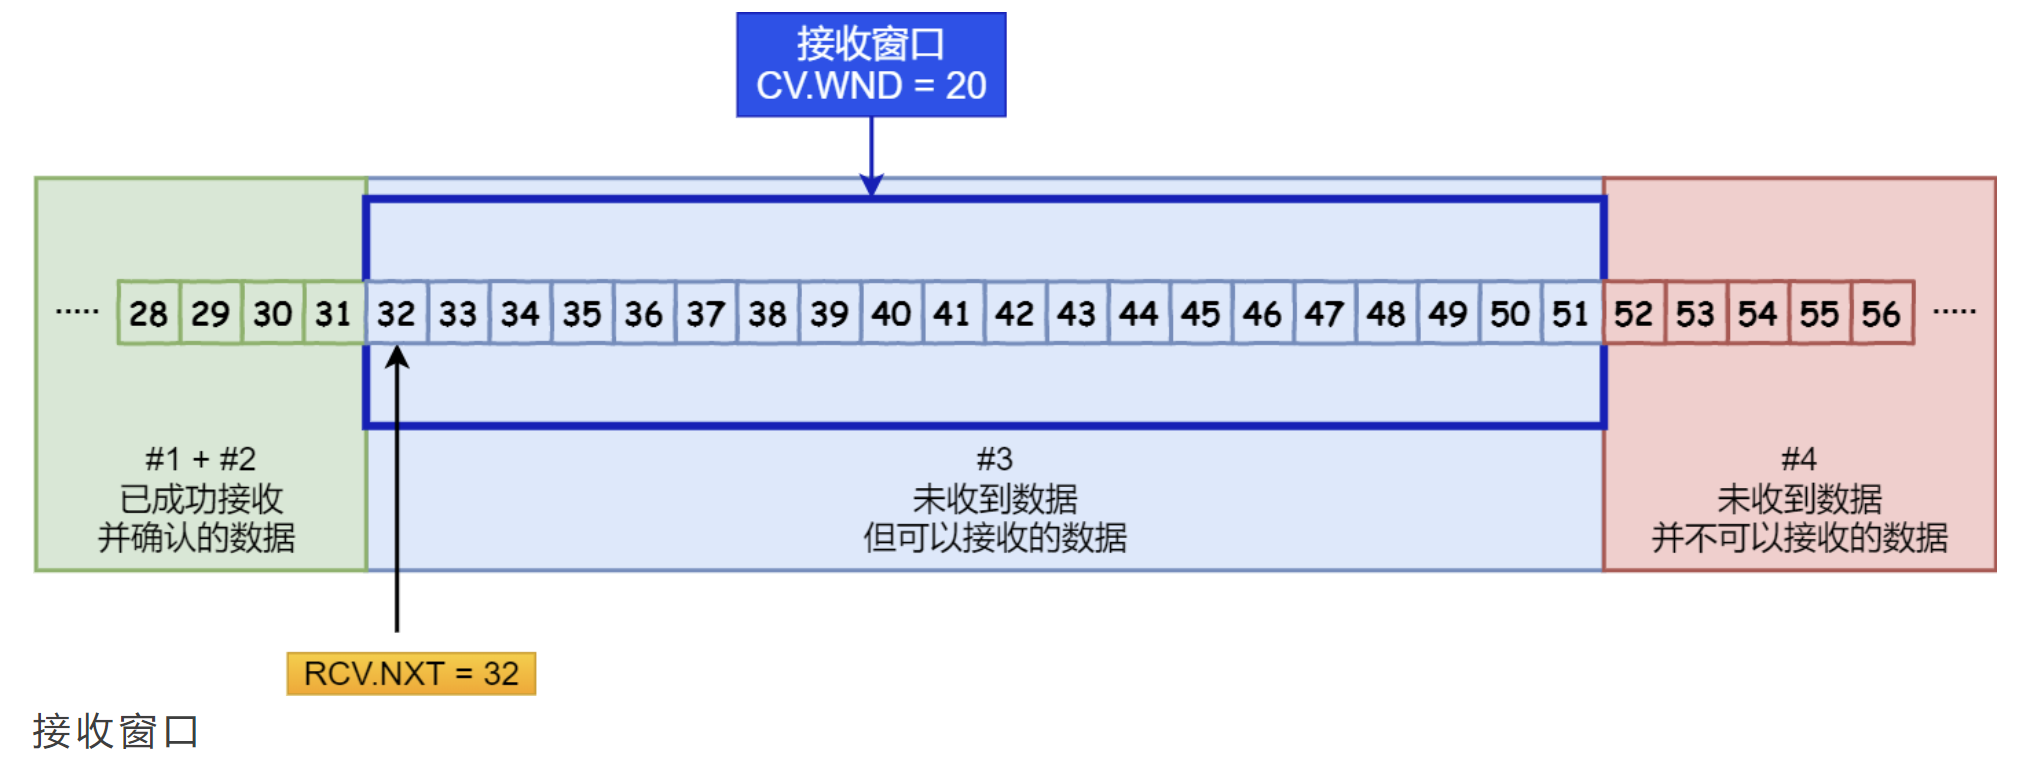 接收窗口
CV.WND = 20
····· 28 29 30 31 32 33 34 35 36 37 38 39 40 41 42 43 44 45 46 47 48 49 50 51 52 53 54 55 56 ·····
#1 + #2
已成功接收
并确认的数据
#3
未收到数据
但可以接收的数据
#4
未收到数据
并不可以接收的数据
RCV.NXT = 32
接收窗口